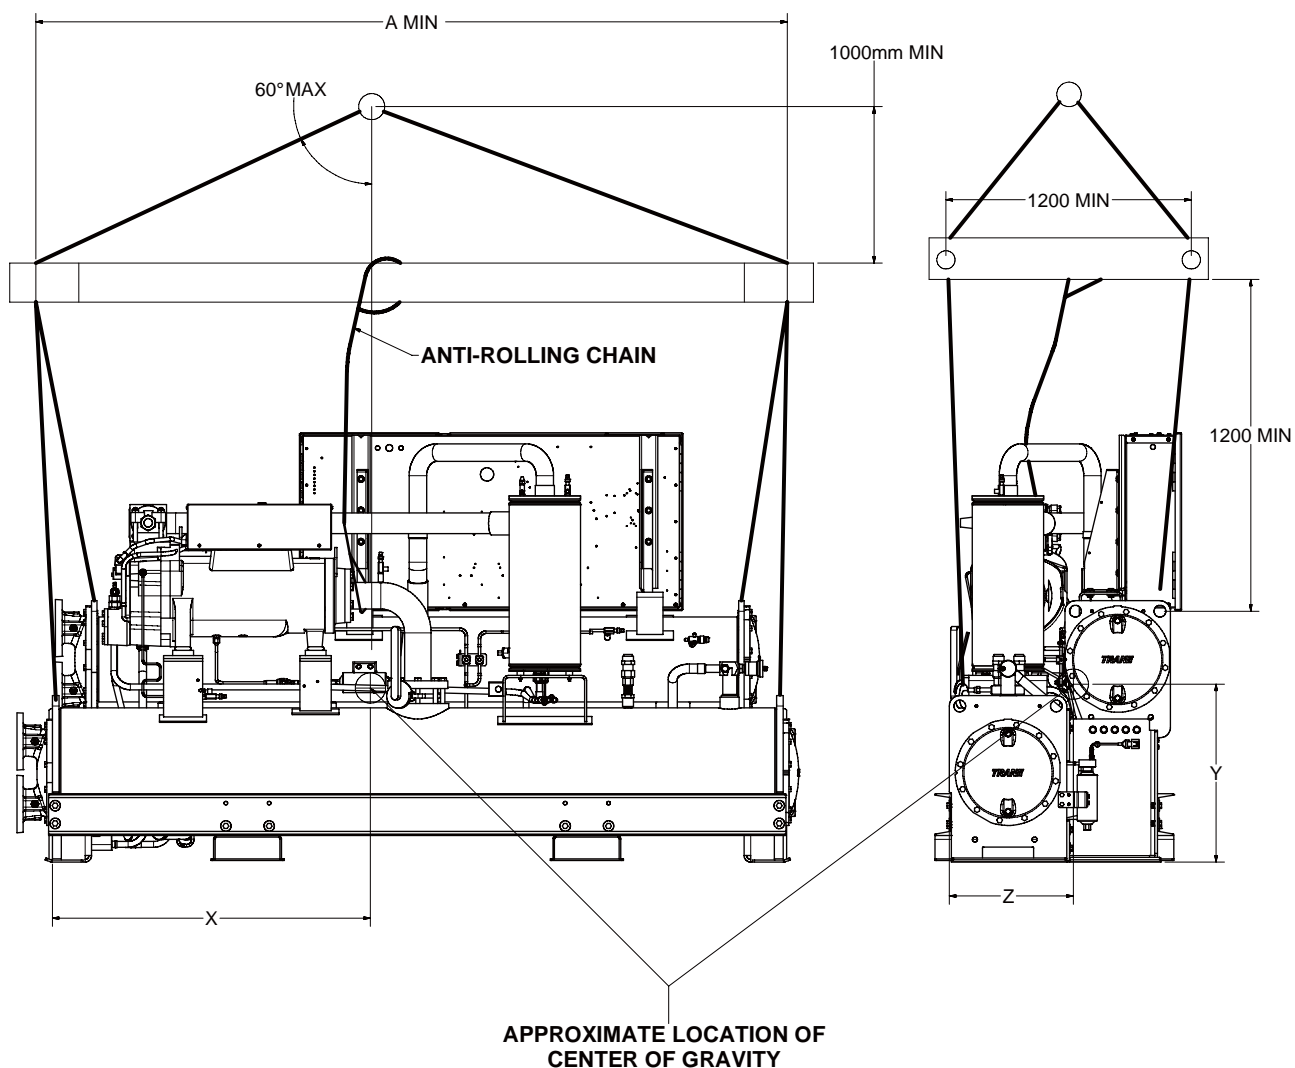 A MIN
1000mm MIN
60°MAX
1200 MIN
ANTI-ROLLING CHAIN
1200 MIN
TRANE
Y
TRANE
Z
X
APPROXIMATE LOCATION OF
CENTER OF GRAVITY